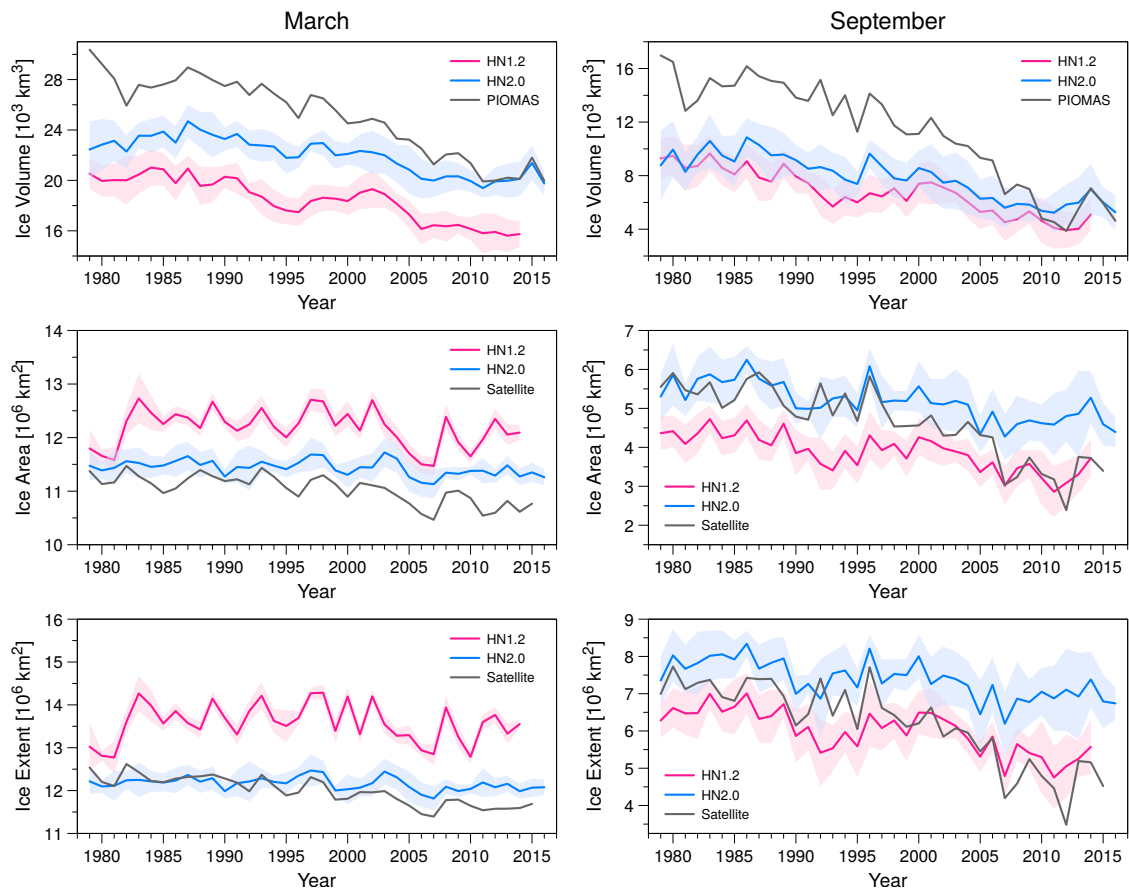 March
September
Ice Volume [10³ km³]
28
24
20
16
HN1.2
HN2.0
PIOMAS
1980 1985 1990 1995 2000 2005 2010 2015
Year
Ice Volume [10³ km³]
16
12
8
4
HN1.2
HN2.0
PIOMAS
1980 1985 1990 1995 2000 2005 2010 2015
Year
Ice Area [10⁶ km²]
14
13
12
11
10
HN1.2
HN2.0
Satellite
1980 1985 1990 1995 2000 2005 2010 2015
Year
Ice Area [10⁶ km²]
7
6
5
4
3
2
HN1.2
HN2.0
Satellite
1980 1985 1990 1995 2000 2005 2010 2015
Year
Ice Extent [10⁶ km²]
16
15
14
13
12
11
HN1.2
HN2.0
Satellite
1980 1985 1990 1995 2000 2005 2010 2015
Year
Ice Extent [10⁶ km²]
9
8
7
6
5
4
HN1.2
HN2.0
Satellite
1980 1985 1990 1995 2000 2005 2010 2015
Year